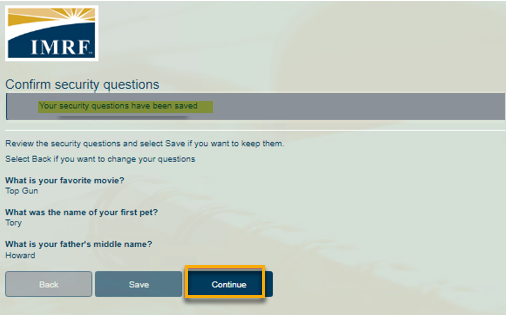 IMRF
Confirm security questions
Your security questions have been saved
Review the security questions and select Save if you want to keep them.
Select Back if you want to change your questions
What is your favorite movie?
Top Gun
What was the name of your first pet?
Tory
What is your father's middle name?
Howard
Back Save Continue